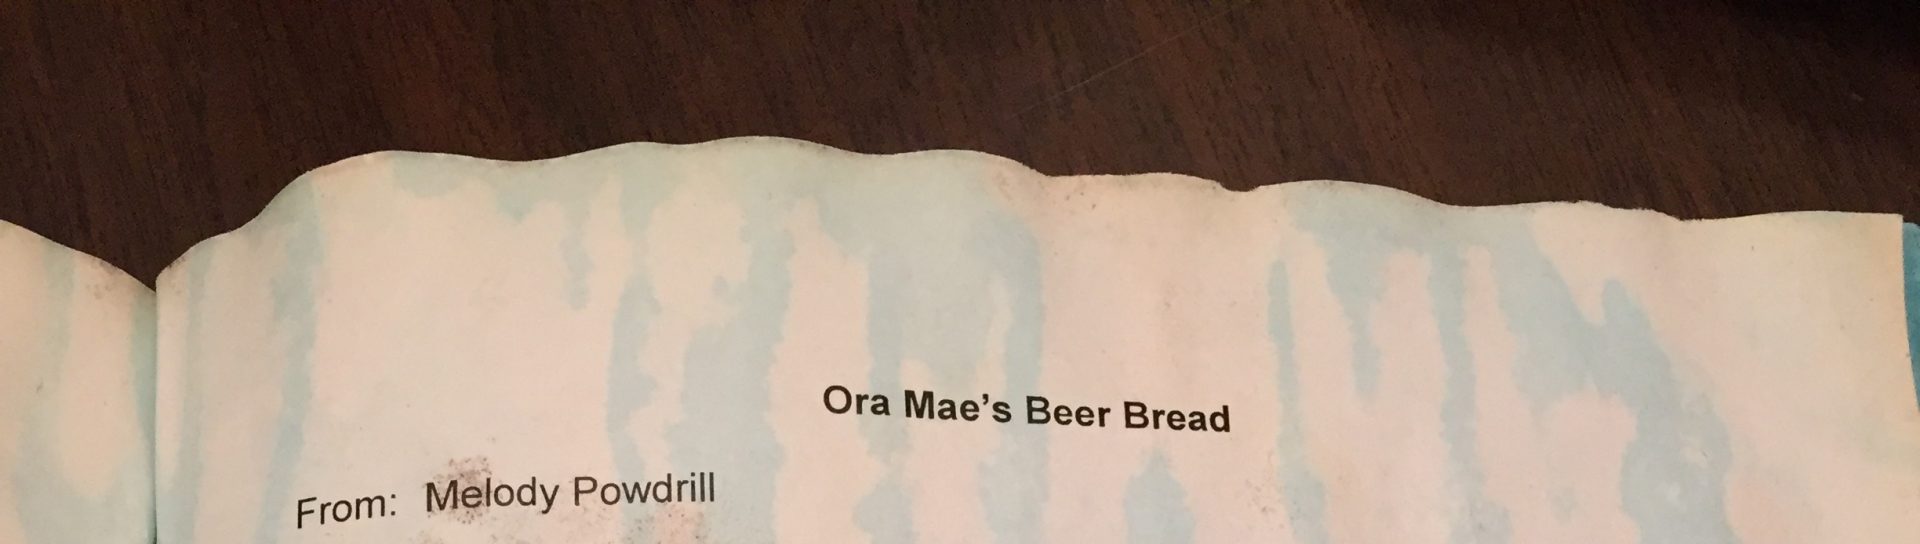 Ora Mae's Beer Bread
From: Melody Powdrill